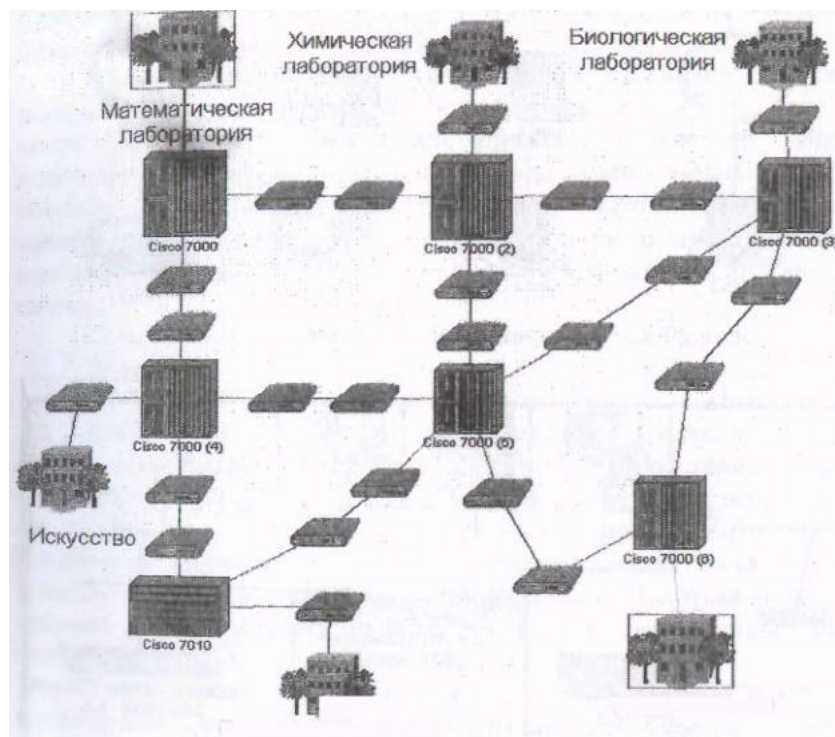 Химическая
лаборатория
Биологическая
лаборатория
Математическая
лаборатория
Cisco 7000
Cisco 7000 (2)
Cisco 7000 (3)
Cisco 7000 (4)
Cisco 7000 (5)
Искусство
Cisco 7000 (6)
Cisco 7010